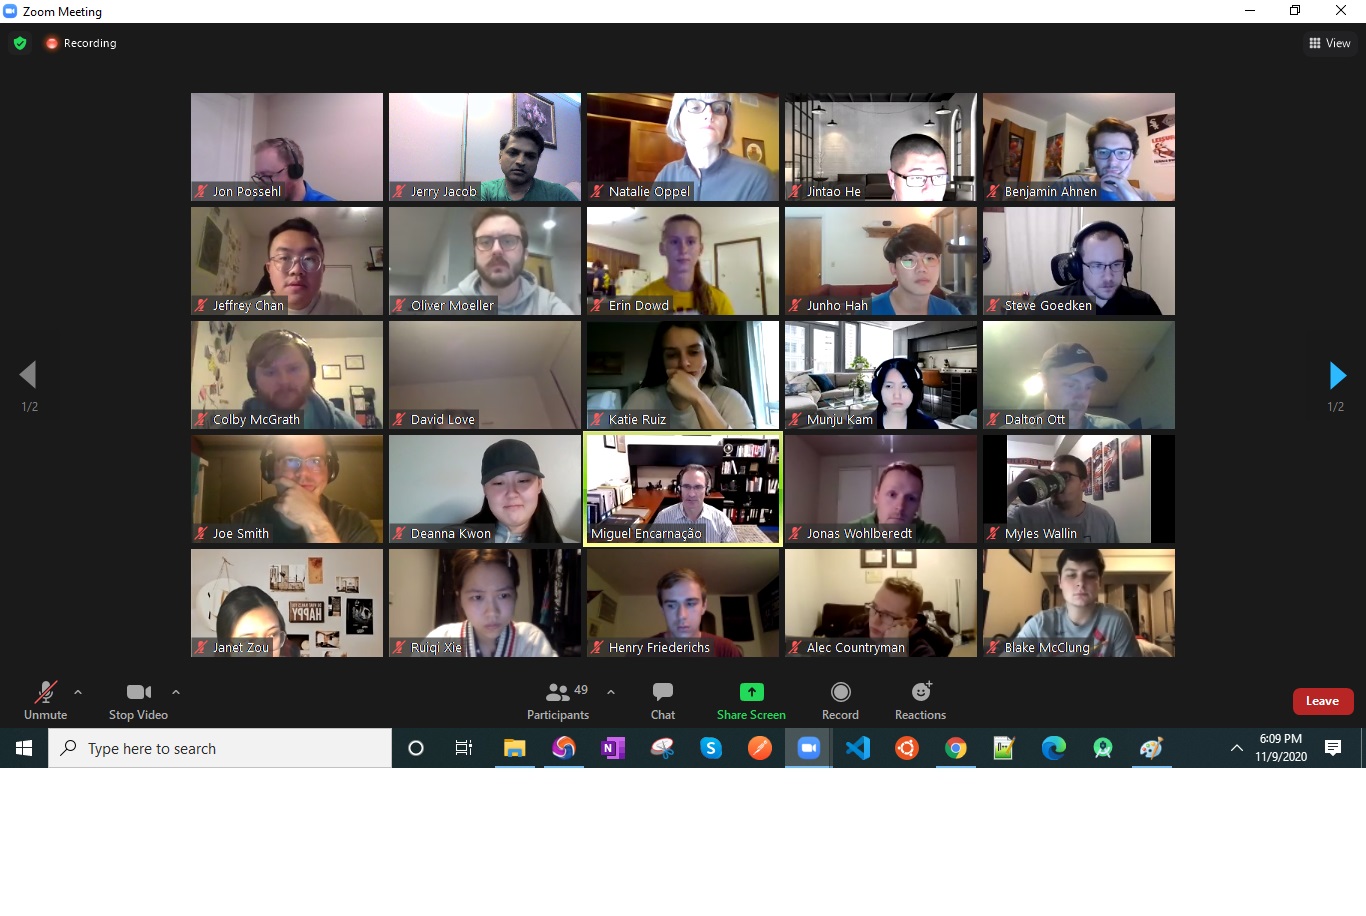 Zoom Meeting
Recording
View
Jon Possehl
Jerry Jacob
Natalie Oppel
Jintao He
Benjamin Ahnen
Jeffrey Chan
Oliver Moeller
Erin Dowd
Junho Hah
Steve Goedken
Colby McGrath
David Love
Katie Ruiz
Munju Kam
Dalton Ott
1/2
1/2
Joe Smith
Deanna Kwon
Miguel Encarnação
Jonas Wohlberedt
Myles Wallin
HAPPY
Janet Zou
Ruiqi Xie
Henry Friederichs
Alec Countryman
Blake McClung
49
Unmute
Stop Video
Participants
Chat
Share Screen
Record
Reactions
Leave
Type here to search
6:09 PM
11/9/2020